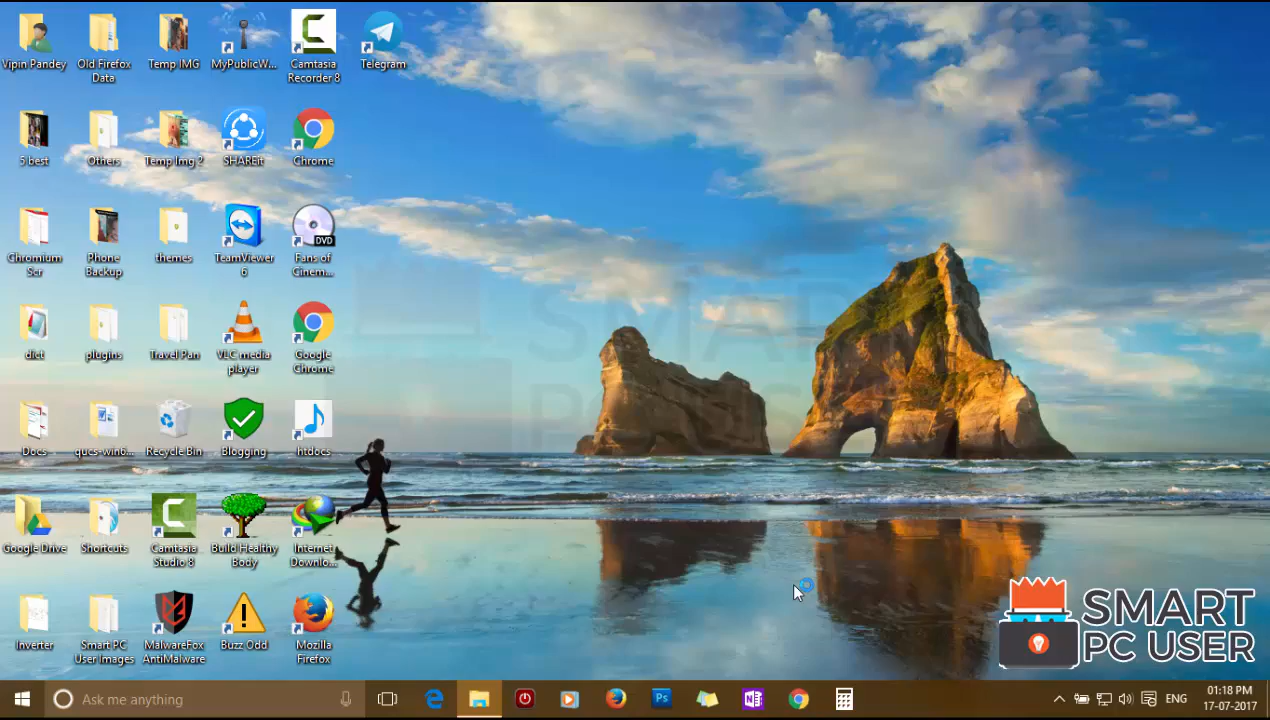 Vipin Pandey
Old Firefox
Data
Temp IMG
MyPublicW...
Camtasia
Recorder 8
Telegram
5 best
Others
Temp Img 2
SHAREit
Chrome
Chromium
Scr
Phone
Backup
themes
TeamViewer
6
DVD
Fans of
Cinem...
dict
plugins
Travel Pan
VLC media
player
Google
Chrome
Docs
qucs-win6...
Recycle Bin
Blogging
htdocs
Google Drive
Shortcuts
Camtasia
Studio 8
Build Healthy
Body
Internet
Downlo...
Inverter
Smart PC
User Images
MalwareFox
AntiMalware
Buzz Odd
Mozilla
Firefox
SMART
PC USER
Ask me anything
Ps
ENG
01:18 PM
17-07-2017